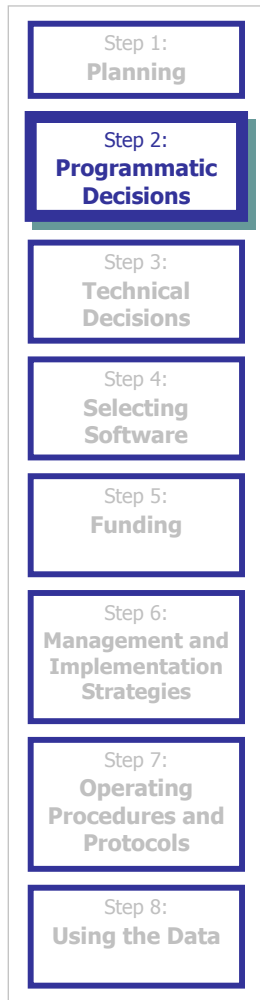 Step 1:
Planning
Step 2:
Programmatic
Decisions
Step 3:
Technical
Decisions
Step 4:
Selecting
Software
Step 5:
Funding
Step 6:
Management and
Implementation
Strategies
Step 7:
Operating
Procedures and
Protocols
Step 8:
Using the Data